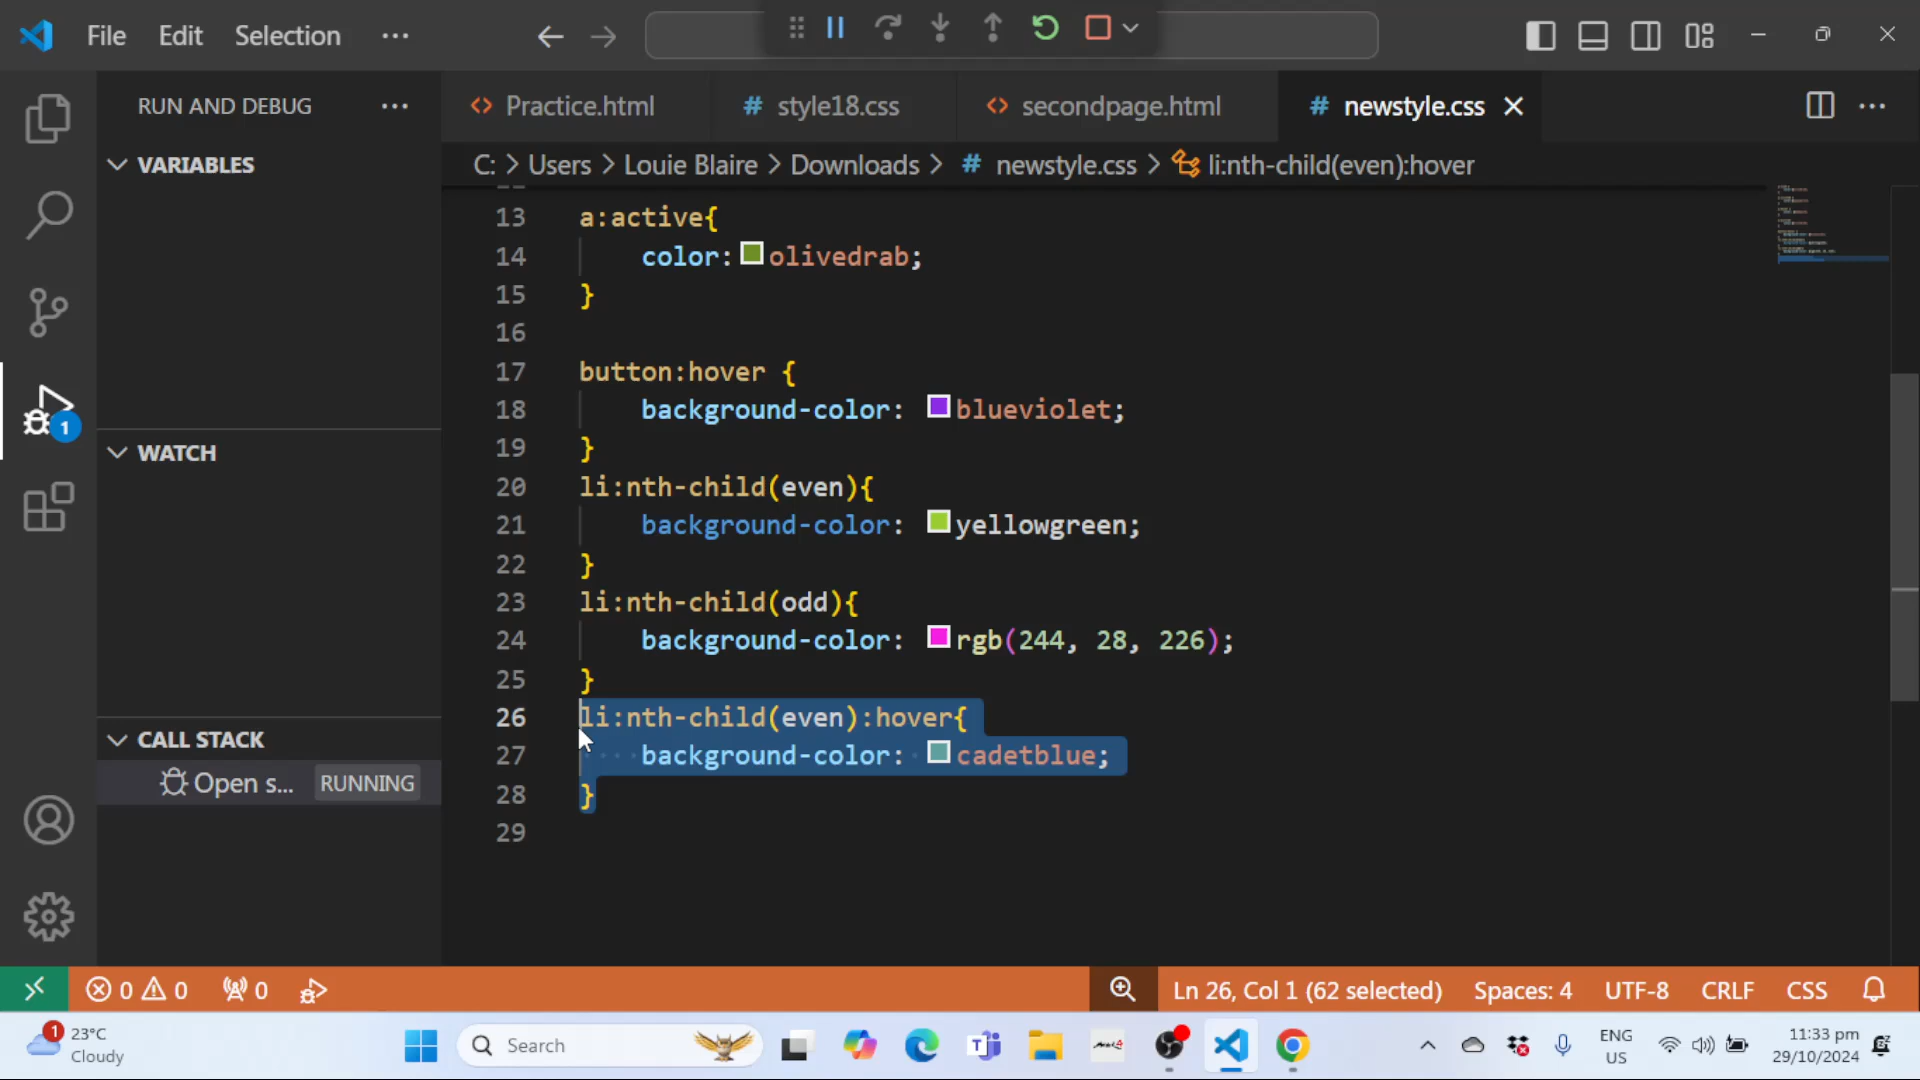 File Edit Selection ···
RUN AND DEBUG ···
Practice.html
style18.css
secondpage.html
newstyle.css
VARIABLES
C: > Users > Louie Blaire > Downloads > # newstyle.css > li:nth-child(even):hover
13 a:active{
14 color: olivedrab;
15 }
16
17 button:hover {
18 background-color: blueviolet;
19 }
20 li:nth-child(even){
21 background-color: yellowgreen;
22 }
23 li:nth-child(odd){
24 background-color: rgb(244, 28, 226);
25 }
26 li:nth-child(even):hover{
27 background-color: cadetblue;
28 }
29
1
WATCH
CALL STACK
Open s... RUNNING
0 0 0
Ln 26, Col 1 (62 selected) Spaces: 4 UTF-8 CRLF CSS
1
23°C
Cloudy
Search
ENG
US
11:33 pm
29/10/2024